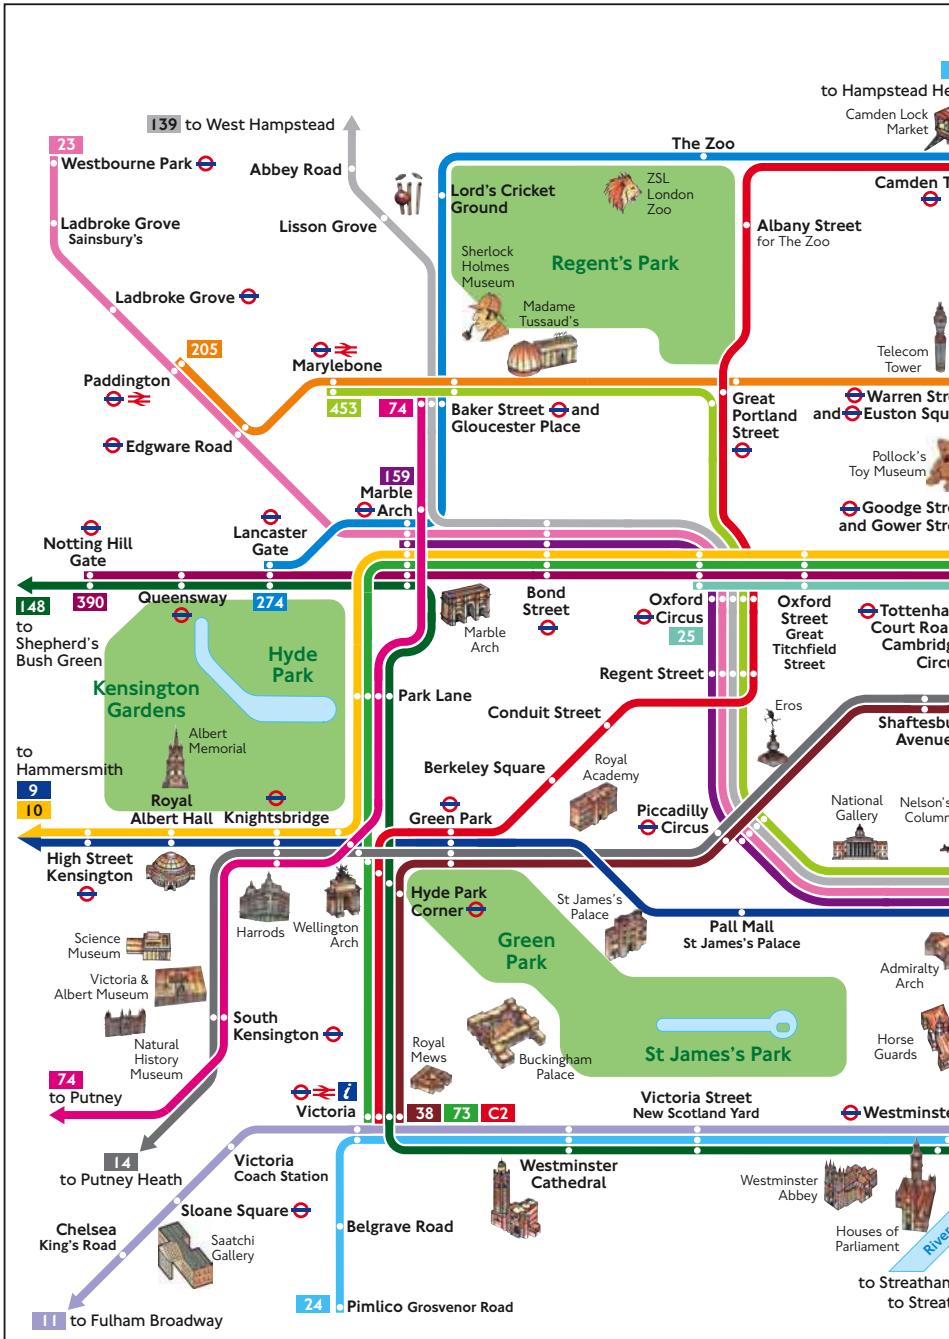 to Hampstead He
Camden Lock
Market
139 to West Hampstead
23
Westbourne Park
Abbey Road
The Zoo
Camden T
Lord's Cricket
Ground
ZSL
London
Zoo
Ladbroke Grove
Sainsbury's
Lisson Grove
Albany Street
for The Zoo
Sherlock
Holmes
Museum
Regent's Park
Ladbroke Grove
Madame
Tussaud's
205
Marylebone
Telecom
Tower
Paddington
453
74
Baker Street and
Gloucester Place
Great
Portland
Street
Warren Stre
and Euston Squ
Edgware Road
Pollock's
Toy Museum
159
Marble
Arch
Goodge Stre
and Gower Stre
Notting Hill
Gate
Lancaster
Gate
148
to
Shepherd's
Bush Green
390
Queensway
274
Marble
Arch
Bond
Street
Oxford
Circus
25
Oxford
Street
Great
Titchfield
Street
Tottenha
Court Roa
Cambridg
Circu
Hyde
Park
Kensington
Gardens
Park Lane
Regent Street
Conduit Street
Eros
Shaftesbu
Avenue
Albert
Memorial
to
Hammersmith
9
10
Royal
Albert Hall
Knightsbridge
Berkeley Square
Royal
Academy
Green Park
Piccadilly
Circus
National
Gallery
Nelson's
Column
High Street
Kensington
Harrods
Wellington
Arch
Hyde Park
Corner
St James's
Palace
Pall Mall
St James's Palace
Science
Museum
Green
Park
Admiralty
Arch
Victoria &
Albert Museum
Natural
History
Museum
South
Kensington
Royal
Mews
Buckingham
Palace
St James's Park
Horse
Guards
74
to Putney
Victoria
38
73
C2
Victoria Street
New Scotland Yard
Westminste
14
to Putney Heath
Victoria
Coach Station
Westminster
Cathedral
Westminster
Abbey
Sloane Square
Chelsea
King's Road
Saatchi
Gallery
Belgrave Road
Houses of
Parliament
River
to Streathan
to Streat
24
Pimlico Grosvenor Road
11 to Fulham Broadway